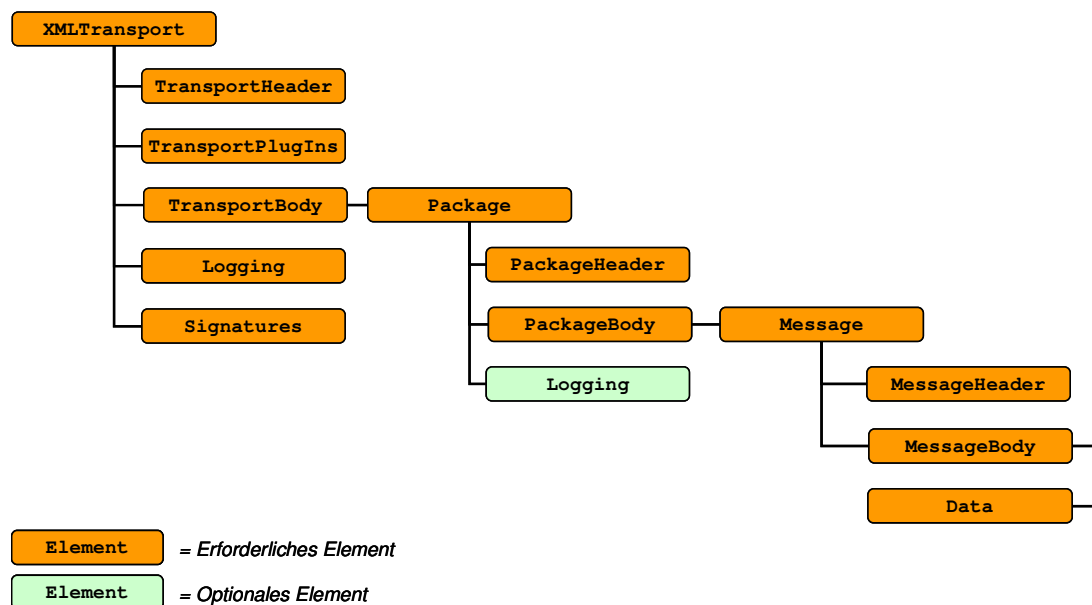 XMLTransport
TransportHeader
TransportPlugIns
TransportBody
Package
Logging
PackageHeader
Signatures
PackageBody
Message
Logging
MessageHeader
MessageBody
Data
Element = Erforderliches Element
Element = Optionales Element